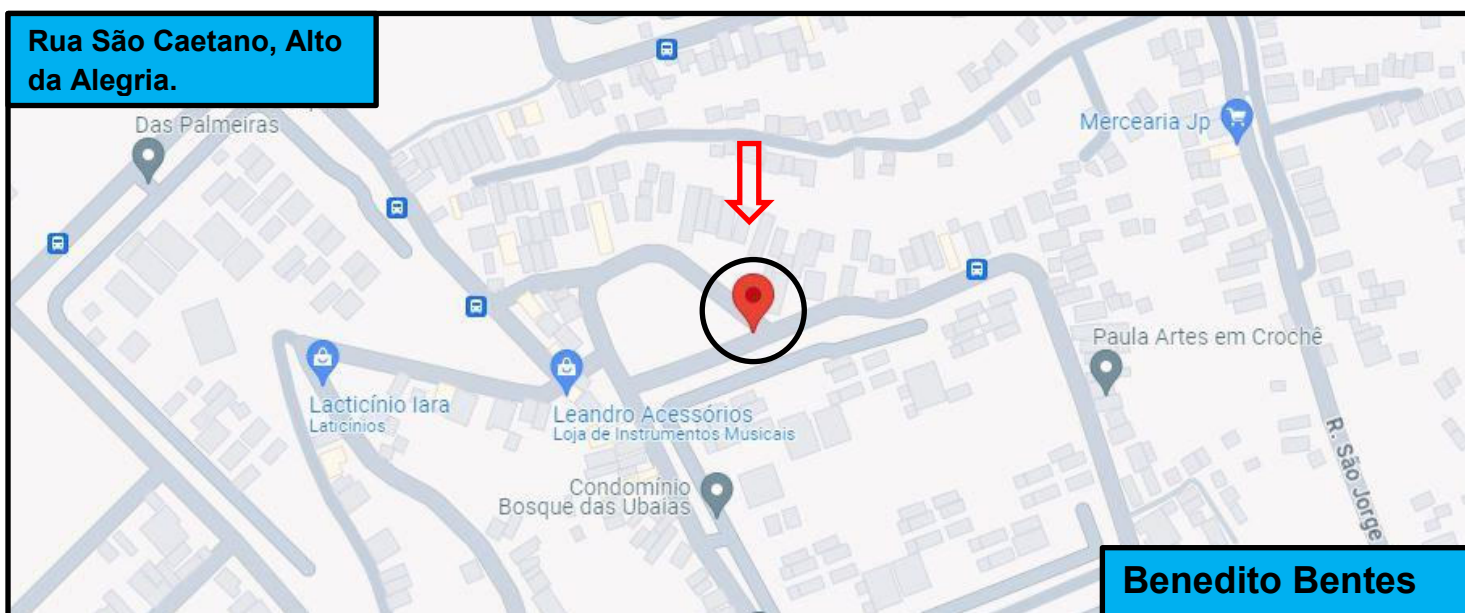 Rua São Caetano, Alto
da Alegria.
Das Palmeiras
Mercearia Jp
Paula Artes em Crochê
Lacticínio Iara
Laticínios
Leandro Acessórios
Loja de Instrumentos Musicais
R. São Jorge
Condomínio
Bosque das Ubaias
Benedito Bentes